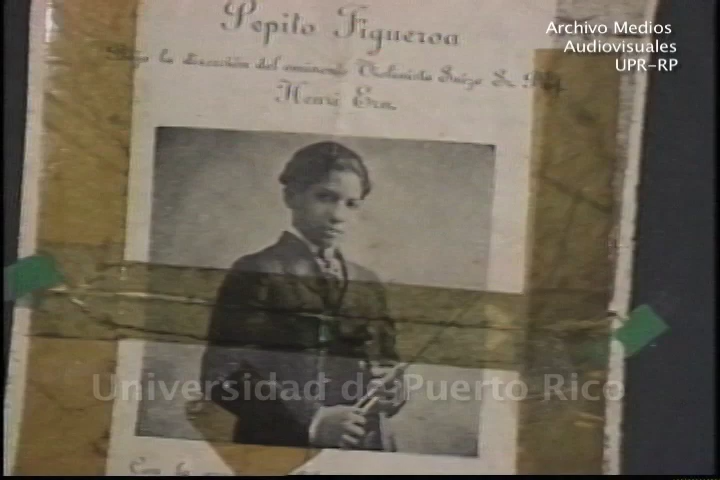 Pepito Figueroa
Bajo la dirección del eminente Violinista Suizo
Henri Ern.
Archivo Medios
Audiovisuales
UPR-RP
Universidad de Puerto Rico